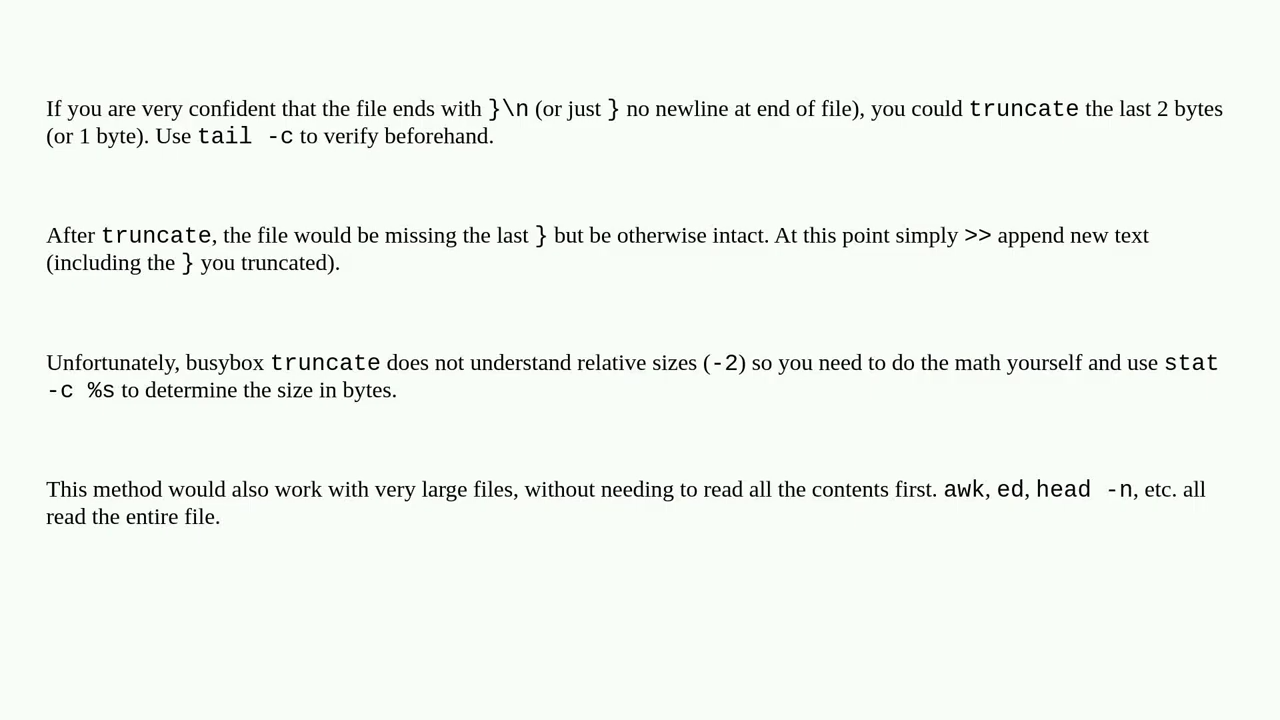 If you are very confident that the file ends with }\n (or just } no newline at end of file), you could truncate the last 2 bytes
(or 1 byte). Use tail -c to verify beforehand.
After truncate, the file would be missing the last } but be otherwise intact. At this point simply >> append new text
(including the } you truncated).
Unfortunately, busybox truncate does not understand relative sizes (-2) so you need to do the math yourself and use stat
-c %s to determine the size in bytes.
This method would also work with very large files, without needing to read all the contents first. awk, ed, head -n, etc. all
read the entire file.